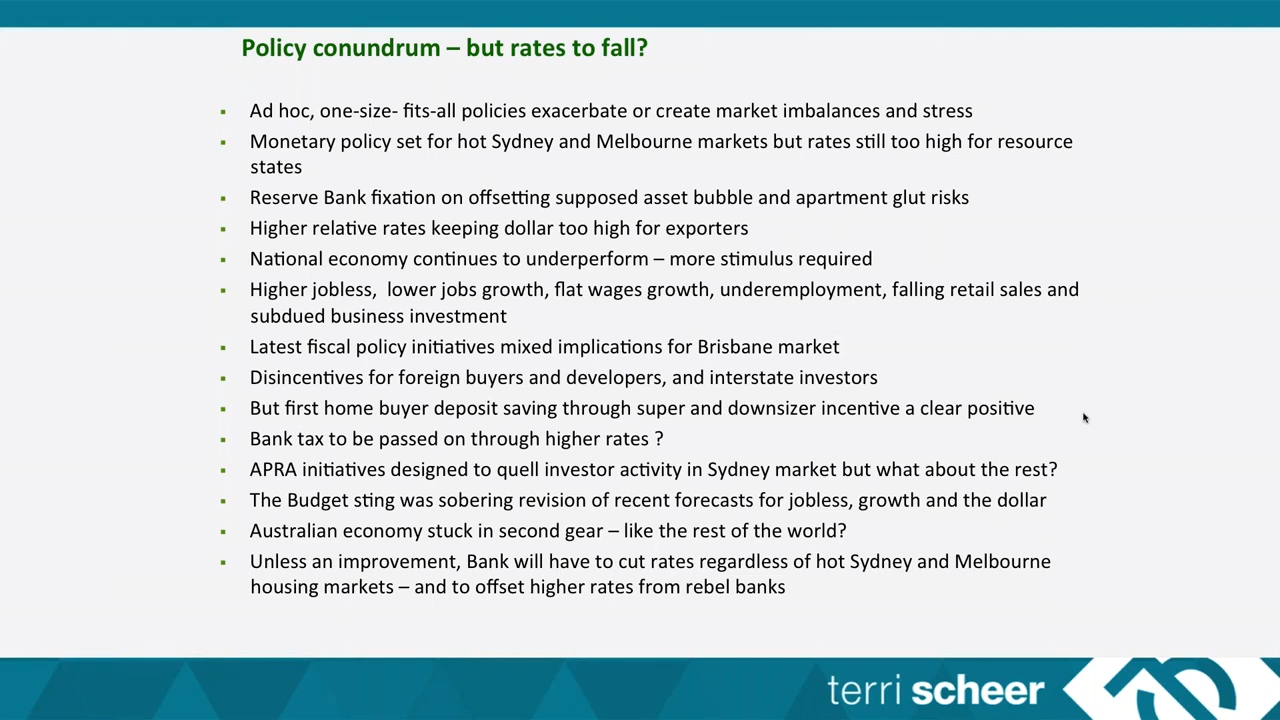 Policy conundrum – but rates to fall?
▪ Ad hoc, one-size- fits-all policies exacerbate or create market imbalances and stress
▪ Monetary policy set for hot Sydney and Melbourne markets but rates still too high for resource
states
▪ Reserve Bank fixation on offsetting supposed asset bubble and apartment glut risks
▪ Higher relative rates keeping dollar too high for exporters
▪ National economy continues to underperform – more stimulus required
▪ Higher jobless,  lower jobs growth, flat wages growth, underemployment, falling retail sales and
subdued business investment
▪ Latest fiscal policy initiatives mixed implications for Brisbane market
▪ Disincentives for foreign buyers and developers, and interstate investors
▪ But first home buyer deposit saving through super and downsizer incentive a clear positive
▪ Bank tax to be passed on through higher rates ?
▪ APRA initiatives designed to quell investor activity in Sydney market but what about the rest?
▪ The Budget sting was sobering revision of recent forecasts for jobless, growth and the dollar
▪ Australian economy stuck in second gear – like the rest of the world?
▪ Unless an improvement, Bank will have to cut rates regardless of hot Sydney and Melbourne
housing markets – and to offset higher rates from rebel banks
terri scheer